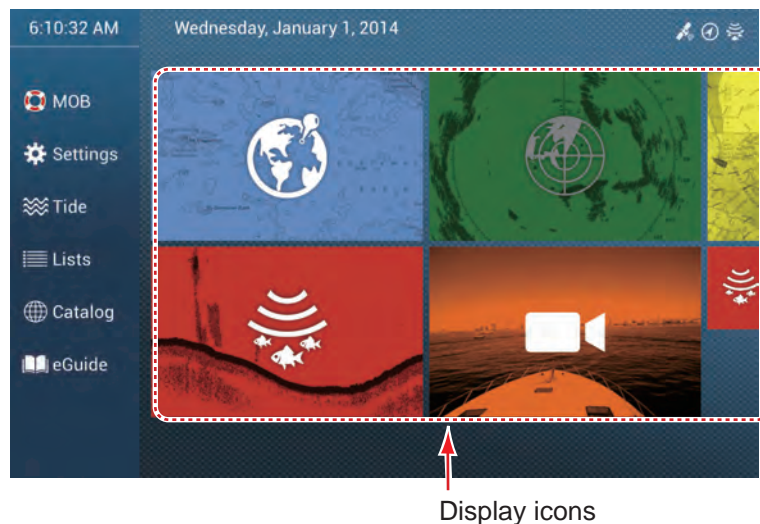 6:10:32 AM
Wednesday, January 1, 2014
MOB
Settings
Tide
Lists
Catalog
eGuide
Display icons